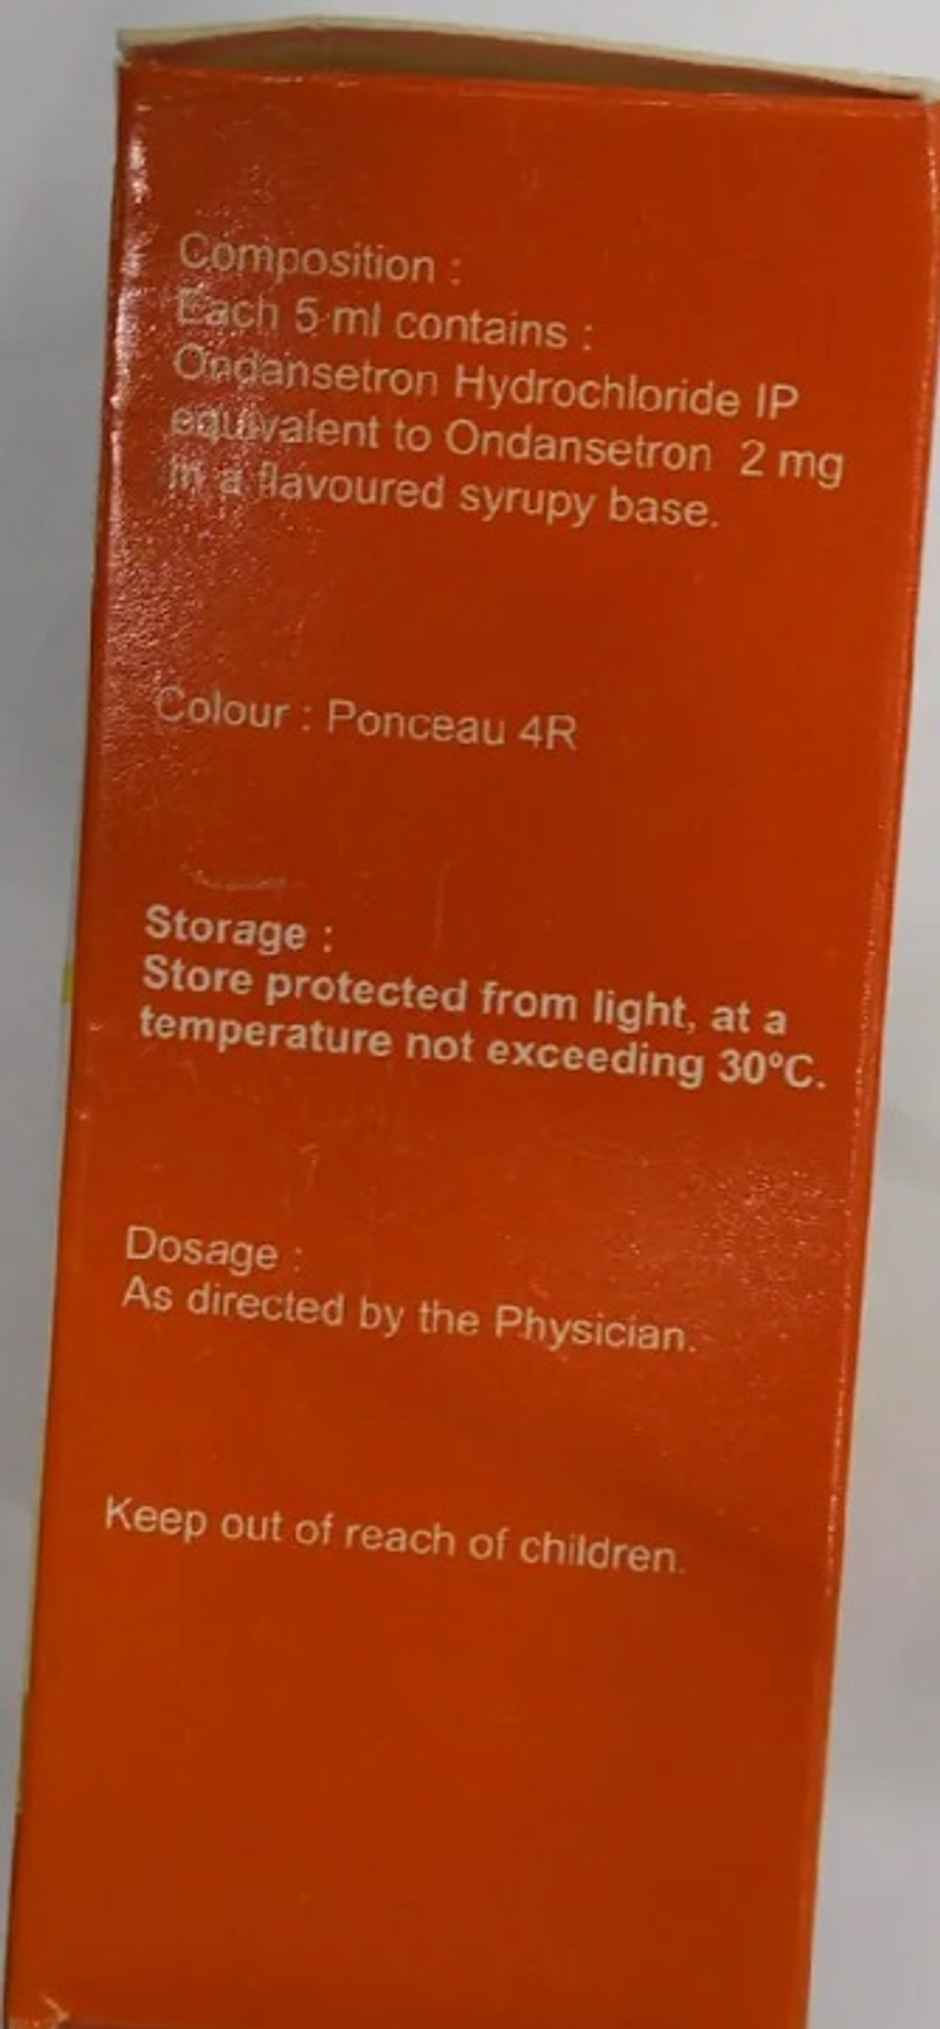 Composition :
Each 5 ml contains :
Ondansetron Hydrochloride IP
equivalent to Ondansetron 2 mg
in a flavoured syrupy base.
Colour : Ponceau 4R
Storage :
Store protected from light, at a
temperature not exceeding 30ºC.
Dosage :
As directed by the Physician.
Keep out of reach of children.